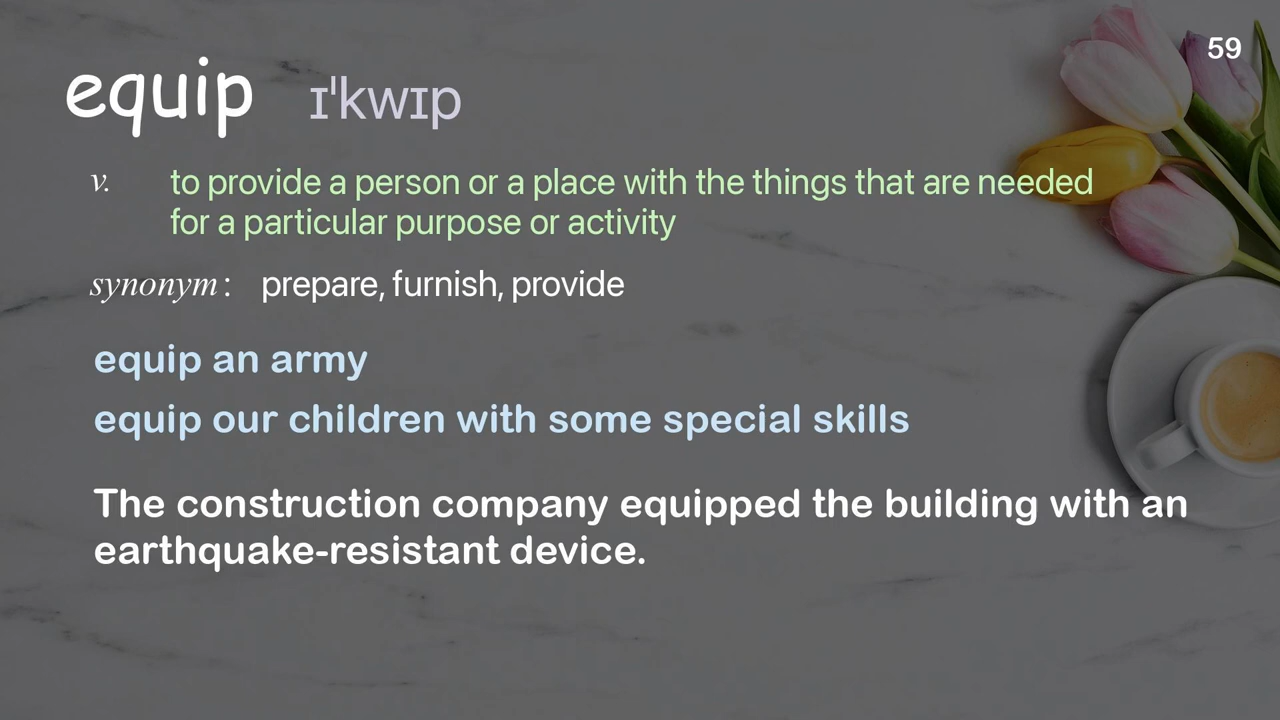 59
equip ɪˈkwɪp
v. to provide a person or a place with the things that are needed
for a particular purpose or activity
synonym : prepare, furnish, provide
equip an army
equip our children with some special skills
The construction company equipped the building with an
earthquake-resistant device.